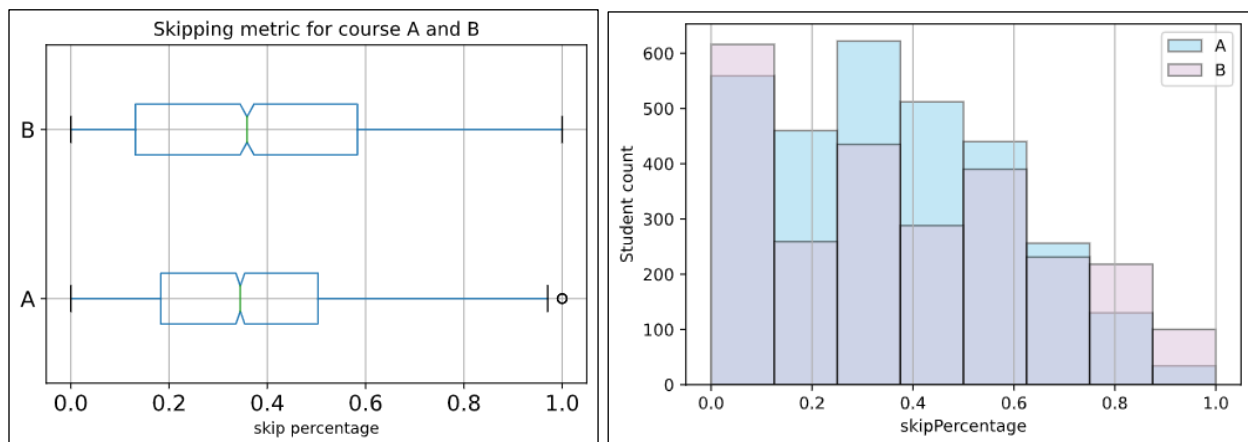 Skipping metric for course A and B
B
A
0.0 0.2 0.4 0.6 0.8 1.0
skip percentage
600
500
400
300
200
100
0
Student count
A
B
0.0 0.2 0.4 0.6 0.8 1.0
skipPercentage